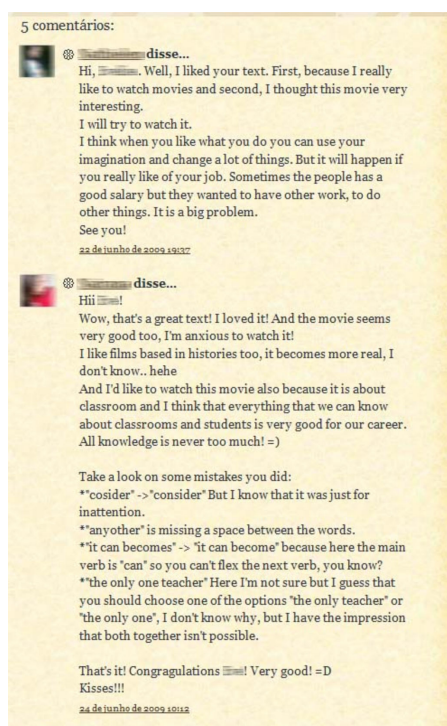 5 comentários:
disse...
Hi, . Well, I liked your text. First, because I really
like to watch movies and second, I thought this movie very
interesting.
I will try to watch it.
I think when you like what you do you can use your
imagination and change a lot of things. But it will happen if
you really like of your job. Sometimes the people has a
good salary but they wanted to have other work, to do
other things. It is a big problem.
See you!
22 de junho de 2009 19:37
disse...
Hii !
Wow, that's a great text! I loved it! And the movie seems
very good too, I'm anxious to watch it!
I like films based in histories too, it becomes more real, I
don't know.. hehe
And I'd like to watch this movie also because it is about
classroom and I think that everything that we can know
about classrooms and students is very good for our career.
All knowledge is never too much! =)
Take a look on some mistakes you did:
*"cosider" ->"consider" But I know that it was just for
inattention.
*"anyother" is missing a space between the words.
*"it can becomes" -> "it can become" because here the main
verb is "can" so you can't flex the next verb, you know?
*"the only one teacher" Here I'm not sure but I guess that
you should choose one of the options "the only teacher" or
"the only one", I don't know why, but I have the impression
that both together isn't possible.
That's it! Congragulations ! Very good! =D
Kisses!!!
24 de junho de 2009 10:12